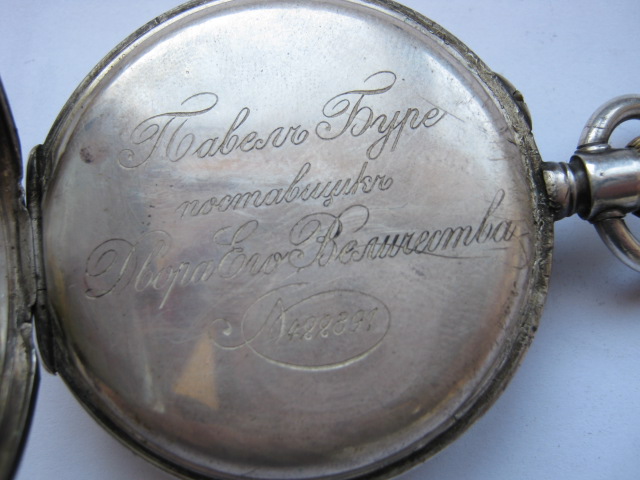 Павелъ Буре
поставщикъ
Двора Его Величества